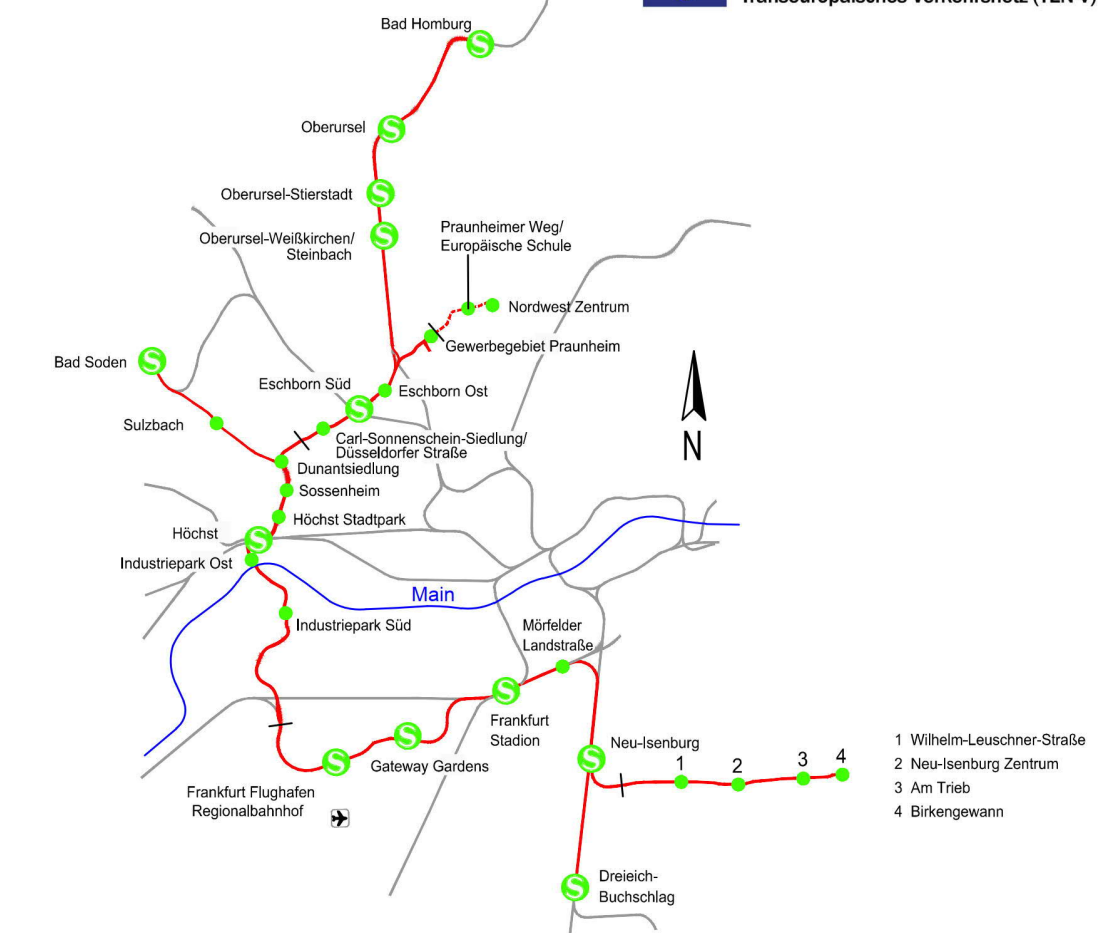 Transeuropäisches Verkehrsnetz (TEN-V)
Bad Homburg
Oberursel
Oberursel-Stierstadt
Oberursel-Weißkirchen/
Steinbach
Praunheimer Weg/
Europäische Schule
Nordwest Zentrum
Gewerbegebiet Praunheim
Bad Soden
Eschborn Süd
Eschborn Ost
Sulzbach
Carl-Sonnenschein-Siedlung/
Düsseldorfer Straße
Dunantsiedlung
Sossenheim
Höchst Stadtpark
Höchst
Industriepark Ost
N
Main
Industriepark Süd
Mörfelder
Landstraße
Frankfurt
Stadion
Neu-Isenburg
Gateway Gardens
Frankfurt Flughafen
Regionalbahnhof
1 2 3 4
1 Wilhelm-Leuschner-Straße
2 Neu-Isenburg Zentrum
3 Am Trieb
4 Birkengewann
Dreieich-
Buchschlag
S
S
S
S
S
S
S
S
S
S
S
S